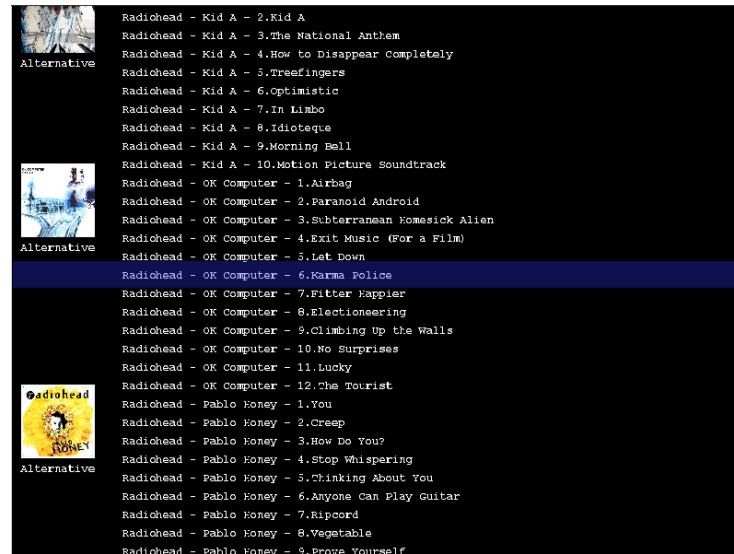 Radiohead - Kid A - 2.Kid A
Radiohead - Kid A - 3.The National Anthem
Radiohead - Kid A - 4.How to Disappear Completely
Alternative
Radiohead - Kid A - 5.Treefingers
Radiohead - Kid A - 6.Optimistic
Radiohead - Kid A - 7.In Limbo
Radiohead - Kid A - 8.Idioteque
Radiohead - Kid A - 9.Morning Bell
Radiohead - Kid A - 10.Motion Picture Soundtrack
OK COMPUTER
Radiohead - OK Computer - 1.Airbag
Radiohead - OK Computer - 2.Paranoid Android
Radiohead - OK Computer - 3.Subterranean Homesick Alien
Radiohead - OK Computer - 4.Exit Music (For a Film)
Alternative
Radiohead - OK Computer - 5.Let Down
Radiohead - OK Computer - 6.Karma Police
Radiohead - OK Computer - 7.Fitter Happier
Radiohead - OK Computer - 8.Electioneering
Radiohead - OK Computer - 9.Climbing Up the Walls
Radiohead - OK Computer - 10.No Surprises
Radiohead - OK Computer - 11.Lucky
Radiohead - OK Computer - 12.The Tourist
radiohead
Radiohead - Pablo Honey - 1.You
Radiohead - Pablo Honey - 2.Creep
Radiohead - Pablo Honey - 3.How Do You?
PABLO HONEY
Radiohead - Pablo Honey - 4.Stop Whispering
Alternative
Radiohead - Pablo Honey - 5.Thinking About You
Radiohead - Pablo Honey - 6.Anyone Can Play Guitar
Radiohead - Pablo Honey - 7.Ripcord
Radiohead - Pablo Honey - 8.Vegetable
Radiohead - Pablo Honey - 9.Prove Yourself